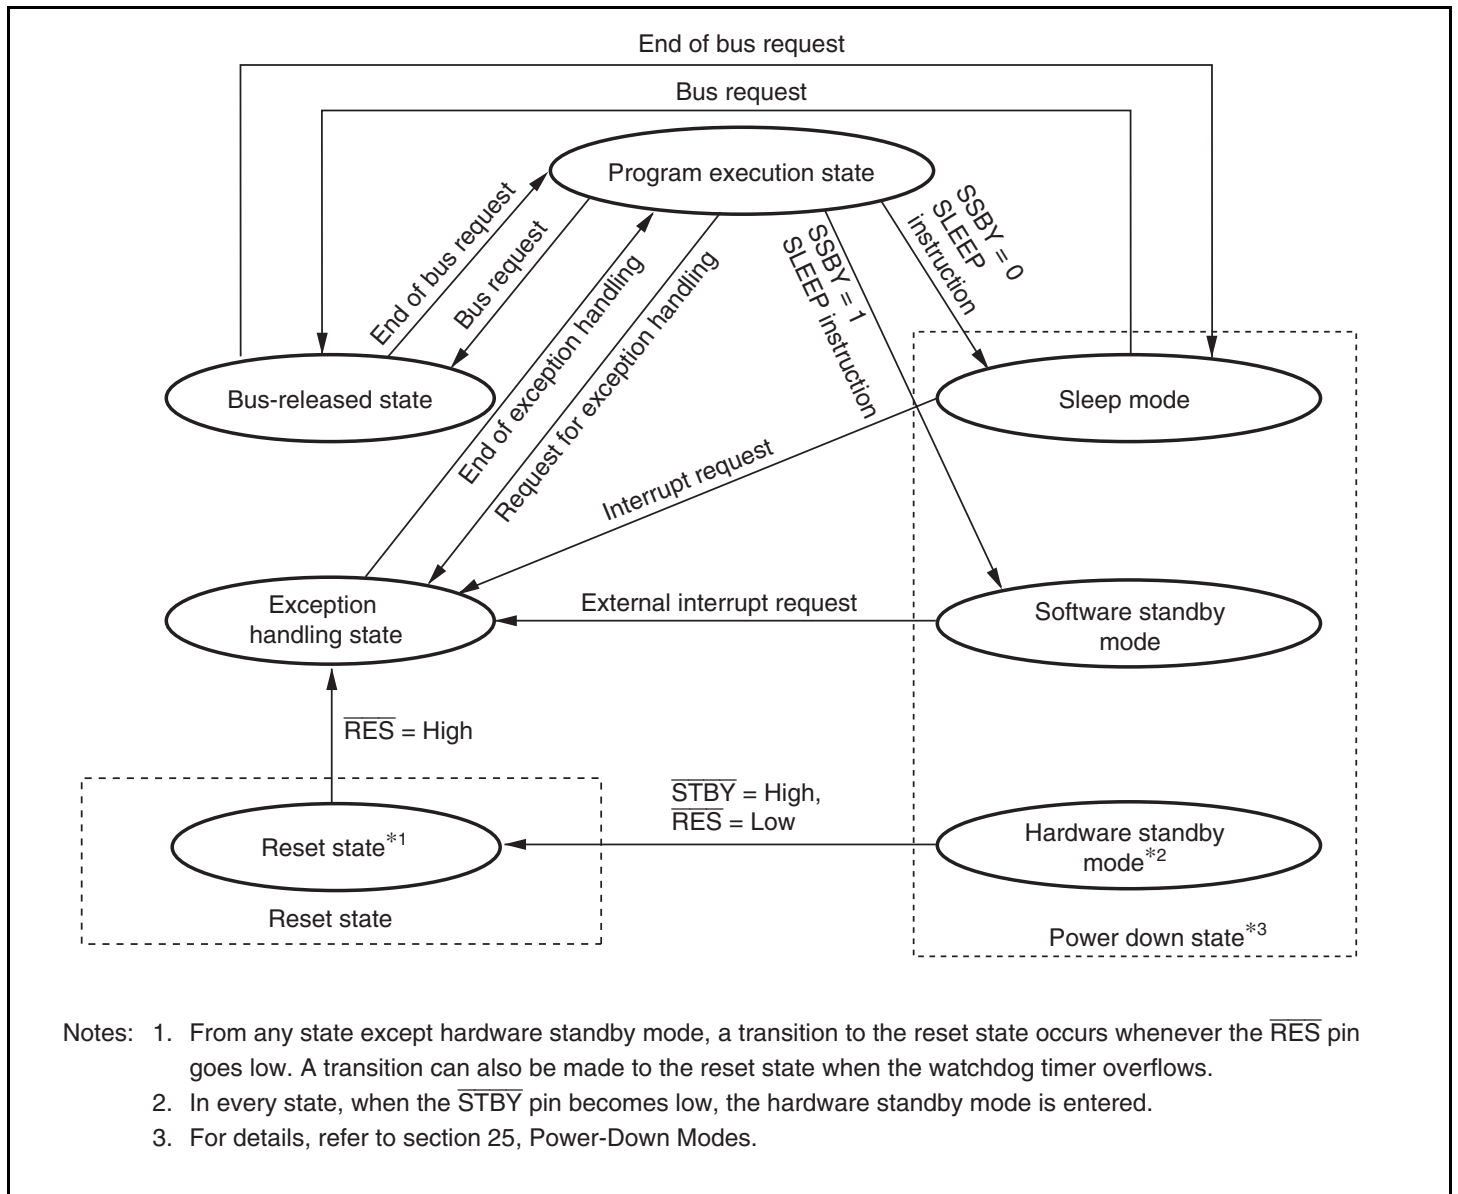 End of bus request
Bus request
Program execution state
End of bus request
Bus request
End of exception handling
Request for exception handling
SSBY = 1
SLEEP instruction
SSBY = 0
SLEEP
instruction
Bus-released state
Sleep mode
Interrupt request
Exception
handling state
External interrupt request
Software standby
mode
R̅E̅S̅ = High
S̅T̅B̅Y̅ = High,
R̅E̅S̅ = Low
Reset state*1
Hardware standby
mode*2
Reset state
Power down state*3
Notes: 1. From any state except hardware standby mode, a transition to the reset state occurs whenever the R̅E̅S̅ pin
goes low. A transition can also be made to the reset state when the watchdog timer overflows.
2. In every state, when the S̅T̅B̅Y̅ pin becomes low, the hardware standby mode is entered.
3. For details, refer to section 25, Power-Down Modes.